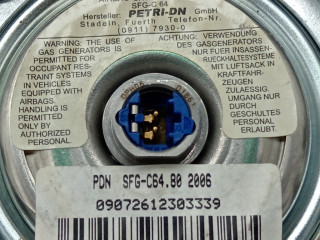 SFG-C 64
Hersteller: PETRI-DN GmbH
Stadeln, Fuerth Telefon-Nr.
(0911) 7930-0
WARNING: THE USE OF
GAS GENERATORS IS
PERMITTED FOR
OCCUPANT RES-
TRAINT SYSTEMS
IN VEHICLES
EQUIPPED WITH
AIRBAGS.
HANDLING IS
PERMITTED
ONLY BY
AUTHORIZED
PERSONAL.
ACHTUNG: VERWENDUNG
DES GASGENERATORS
NUR FUER INSASSEN-
RUECKHALTESYSTEME
MIT LUFTSACK IN
KRAFTFAHR-
ZEUGEN
ZULAESSIG.
UMGANG NUR
DURCH
GESCHULTES
PERSONAL
ERLAUBT.
PDN SFG-C64.80 2006
09072612303339